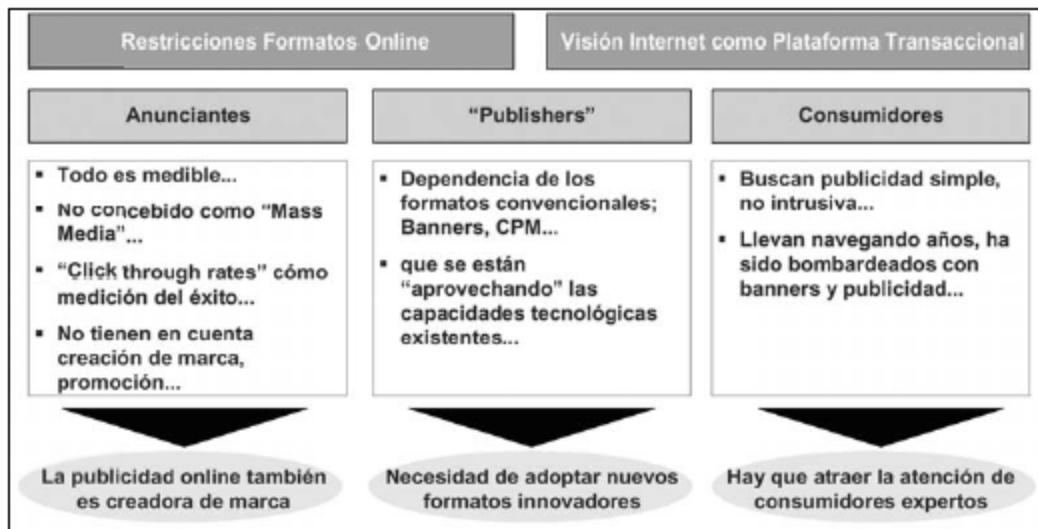 Restricciones Formatos Online
Visión Internet como Plataforma Transaccional
Anunciantes
▪ Todo es medible...
▪ No concebido como “Mass
Media”...
▪ “Click through rates” cómo
medición del éxito...
▪ No tienen en cuenta
creación de marca,
promoción...
La publicidad online también
es creadora de marca
“Publishers”
▪ Dependencia de los
formatos convencionales;
Banners, CPM...
▪ que se están
“aprovechando” las
capacidades tecnológicas
existentes...
Necesidad de adoptar nuevos
formatos innovadores
Consumidores
▪ Buscan publicidad simple,
no intrusiva...
▪ Llevan navegando años, ha
sido bombardeados con
banners y publicidad...
Hay que atraer la atención de
consumidores expertos